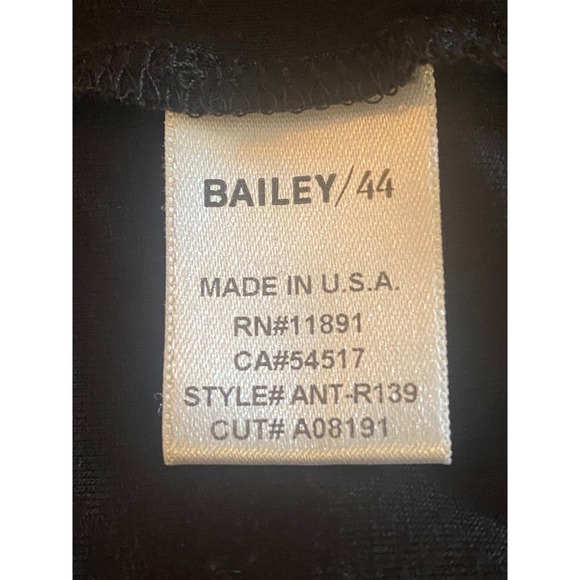 BAILEY/44
MADE IN U.S.A.
RN#11891
CA#54517
STYLE# ANT-R139
CUT# A08191